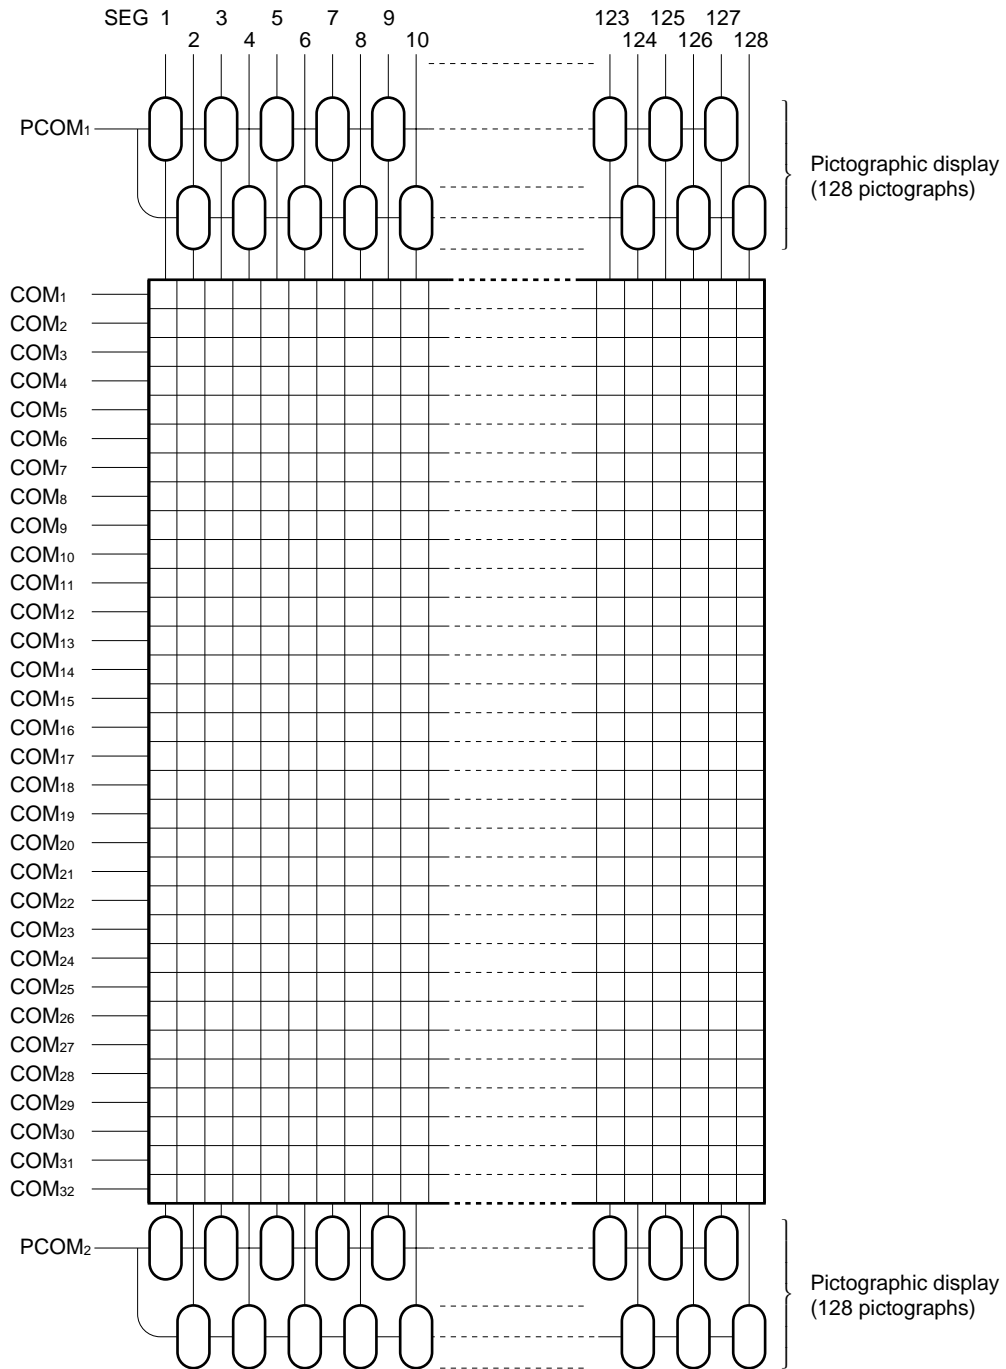 SEG 1 3 5 7 9 123 125 127
2 4 6 8 10 124 126 128
PCOM₁
Pictographic display
(128 pictographs)
COM₁
COM₂
COM₃
COM₄
COM₅
COM₆
COM₇
COM₈
COM₉
COM₁₀
COM₁₁
COM₁₂
COM₁₃
COM₁₄
COM₁₅
COM₁₆
COM₁₇
COM₁₈
COM₁₉
COM₂₀
COM₂₁
COM₂₂
COM₂₃
COM₂₄
COM₂₅
COM₂₆
COM₂₇
COM₂₈
COM₂₉
COM₃₀
COM₃₁
COM₃₂
PCOM₂
Pictographic display
(128 pictographs)